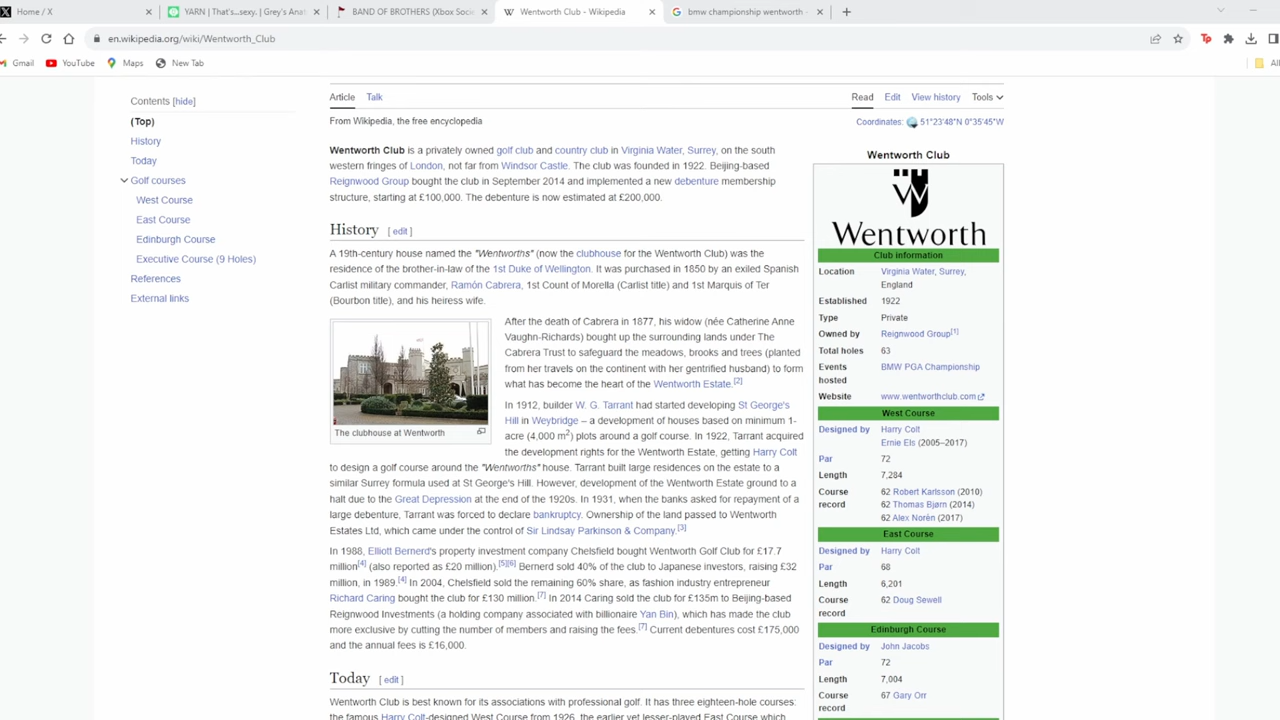 Home / X
YARN | That's...sexy. | Grey's Ana
BAND OF BROTHERS (Xbox Socie
Wentworth Club - Wikipedia
bmw championship wentworth -
en.wikipedia.org/wiki/Wentworth_Club
Gmail
YouTube
Maps
New Tab
All
Contents [hide]
(Top)
History
Today
Golf courses
West Course
East Course
Edinburgh Course
Executive Course (9 Holes)
References
External links
Article Talk
Read Edit View history Tools
From Wikipedia, the free encyclopedia
Coordinates: 51°23′48″N 0°35′45″W
Wentworth Club is a privately owned golf club and country club in Virginia Water, Surrey, on the south
western fringes of London, not far from Windsor Castle. The club was founded in 1922. Beijing-based
Reignwood Group bought the club in September 2014 and implemented a new debenture membership
structure, starting at £100,000. The debenture is now estimated at £200,000.
History [ edit ]
A 19th-century house named the "Wentworths" (now the clubhouse for the Wentworth Club) was the
residence of the brother-in-law of the 1st Duke of Wellington. It was purchased in 1850 by an exiled Spanish
Carlist military commander, Ramón Cabrera, 1st Count of Morella (Carlist title) and 1st Marquis of Ter
(Bourbon title), and his heiress wife.
The clubhouse at Wentworth
After the death of Cabrera in 1877, his widow (née Catherine Anne
Vaughn-Richards) bought up the surrounding lands under The
Cabrera Trust to safeguard the meadows, brooks and trees (planted
from her travels on the continent with her gentrified husband) to form
what has become the heart of the Wentworth Estate.[2]
In 1912, builder W. G. Tarrant had started developing St George's
Hill in Weybridge – a development of houses based on minimum 1-
acre (4,000 m2) plots around a golf course. In 1922, Tarrant acquired
the development rights for the Wentworth Estate, getting Harry Colt
to design a golf course around the "Wentworths" house. Tarrant built large residences on the estate to a
similar Surrey formula used at St George's Hill. However, development of the Wentworth Estate ground to a
halt due to the Great Depression at the end of the 1920s. In 1931, when the banks asked for repayment of a
large debenture, Tarrant was forced to declare bankruptcy. Ownership of the land passed to Wentworth
Estates Ltd, which came under the control of Sir Lindsay Parkinson & Company.[3]
In 1988, Elliott Bernerd's property investment company Chelsfield bought Wentworth Golf Club for £17.7
million[4] (also reported as £20 million).[5][6] Bernerd sold 40% of the club to Japanese investors, raising £32
million, in 1989.[4] In 2004, Chelsfield sold the remaining 60% share, as fashion industry entrepreneur
Richard Caring bought the club for £130 million.[7] In 2014 Caring sold the club for £135m to Beijing-based
Reignwood Investments (a holding company associated with billionaire Yan Bin), which has made the club
more exclusive by cutting the number of members and raising the fees.[7] Current debentures cost £175,000
and the annual fees is £16,000.
Today [ edit ]
Wentworth Club is best known for its associations with professional golf. It has three eighteen-hole courses:
the famous Harry Colt-designed West Course from 1926, the earlier yet lesser-played East Course which
Wentworth Club
Wentworth
Club information
Location Virginia Water, Surrey,
England
Established 1922
Type Private
Owned by Reignwood Group[1]
Total holes 63
Events BMW PGA Championship
hosted
Website www.wentworthclub.com
West Course
Designed by Harry Colt
Ernie Els (2005–2017)
Par 72
Length 7,284
Course 62 Robert Karlsson (2010)
record 62 Thomas Bjørn (2014)
62 Alex Norén (2017)
East Course
Designed by Harry Colt
Par 68
Length 6,201
Course 62 Doug Sewell
record
Edinburgh Course
Designed by John Jacobs
Par 72
Length 7,004
Course 67 Gary Orr
record